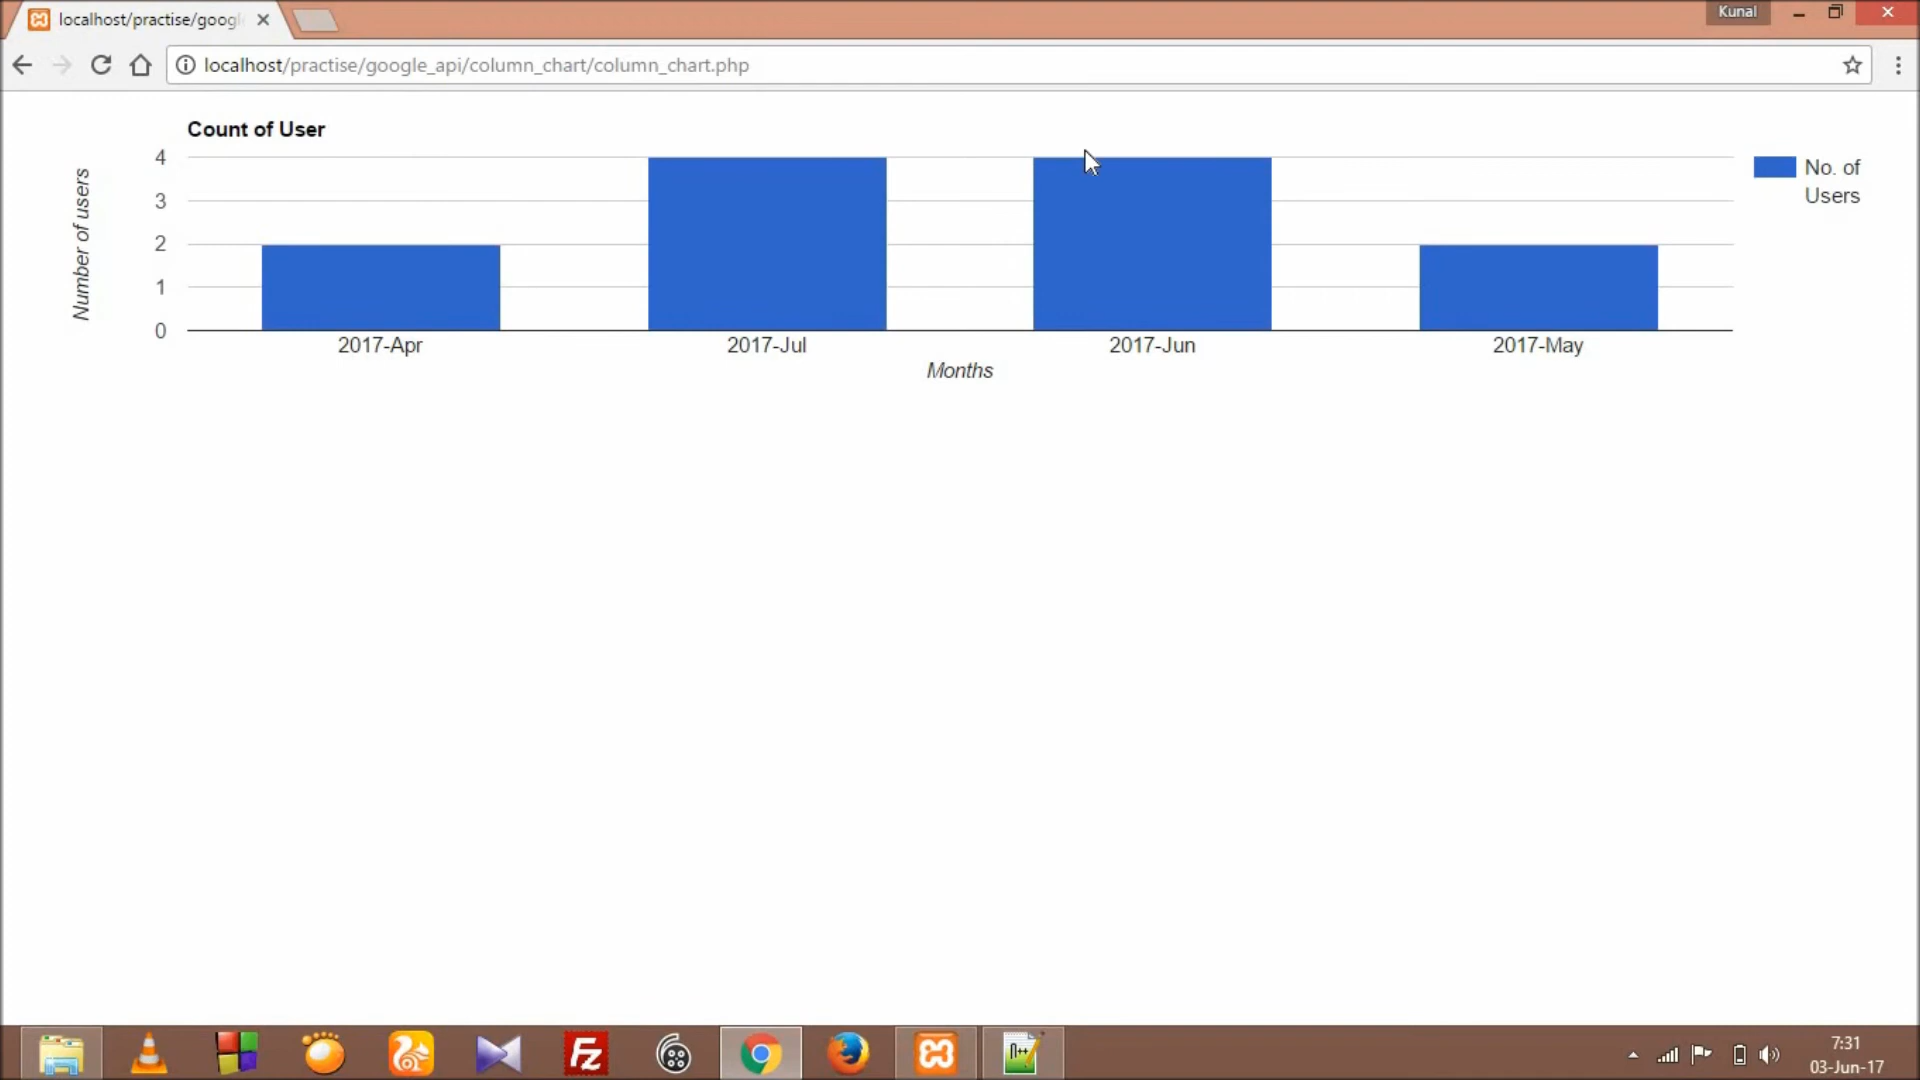 localhost/practise/googl
Kunal
localhost/practise/google_api/column_chart/column_chart.php
Count of User
4
3
2
1
0
Number of users
2017-Apr
2017-Jul
2017-Jun
2017-May
Months
No. of
Users
7:31
03-Jun-17